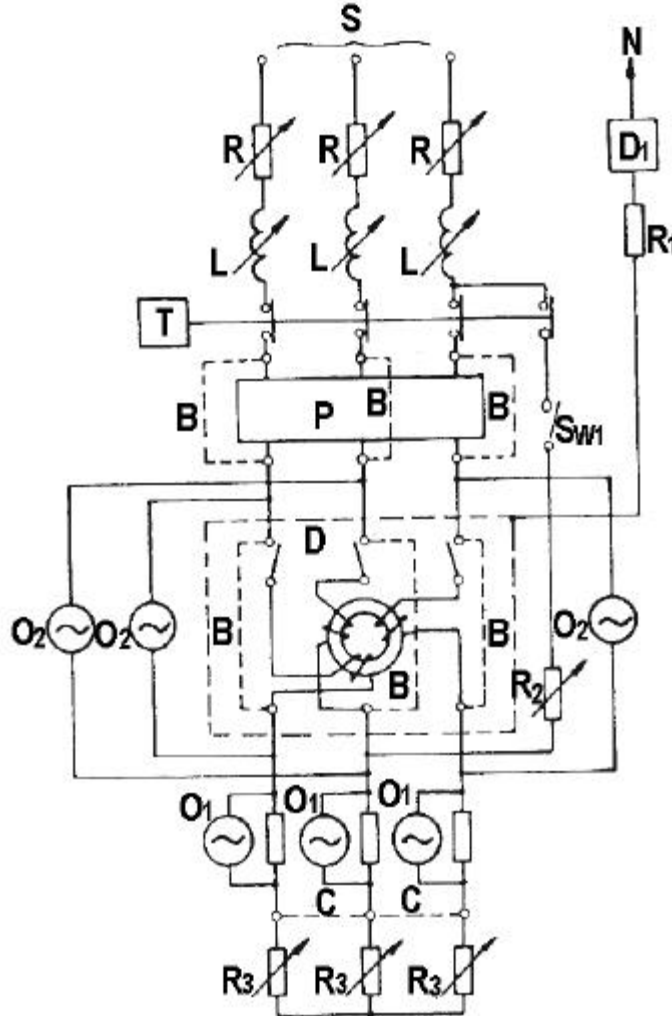 S
N
R R R D1
R1
L L L
T
B P B B SW1
D
O2 O2 B B B O2
R2
O1 O1 O1
C C
R3 R3 R3